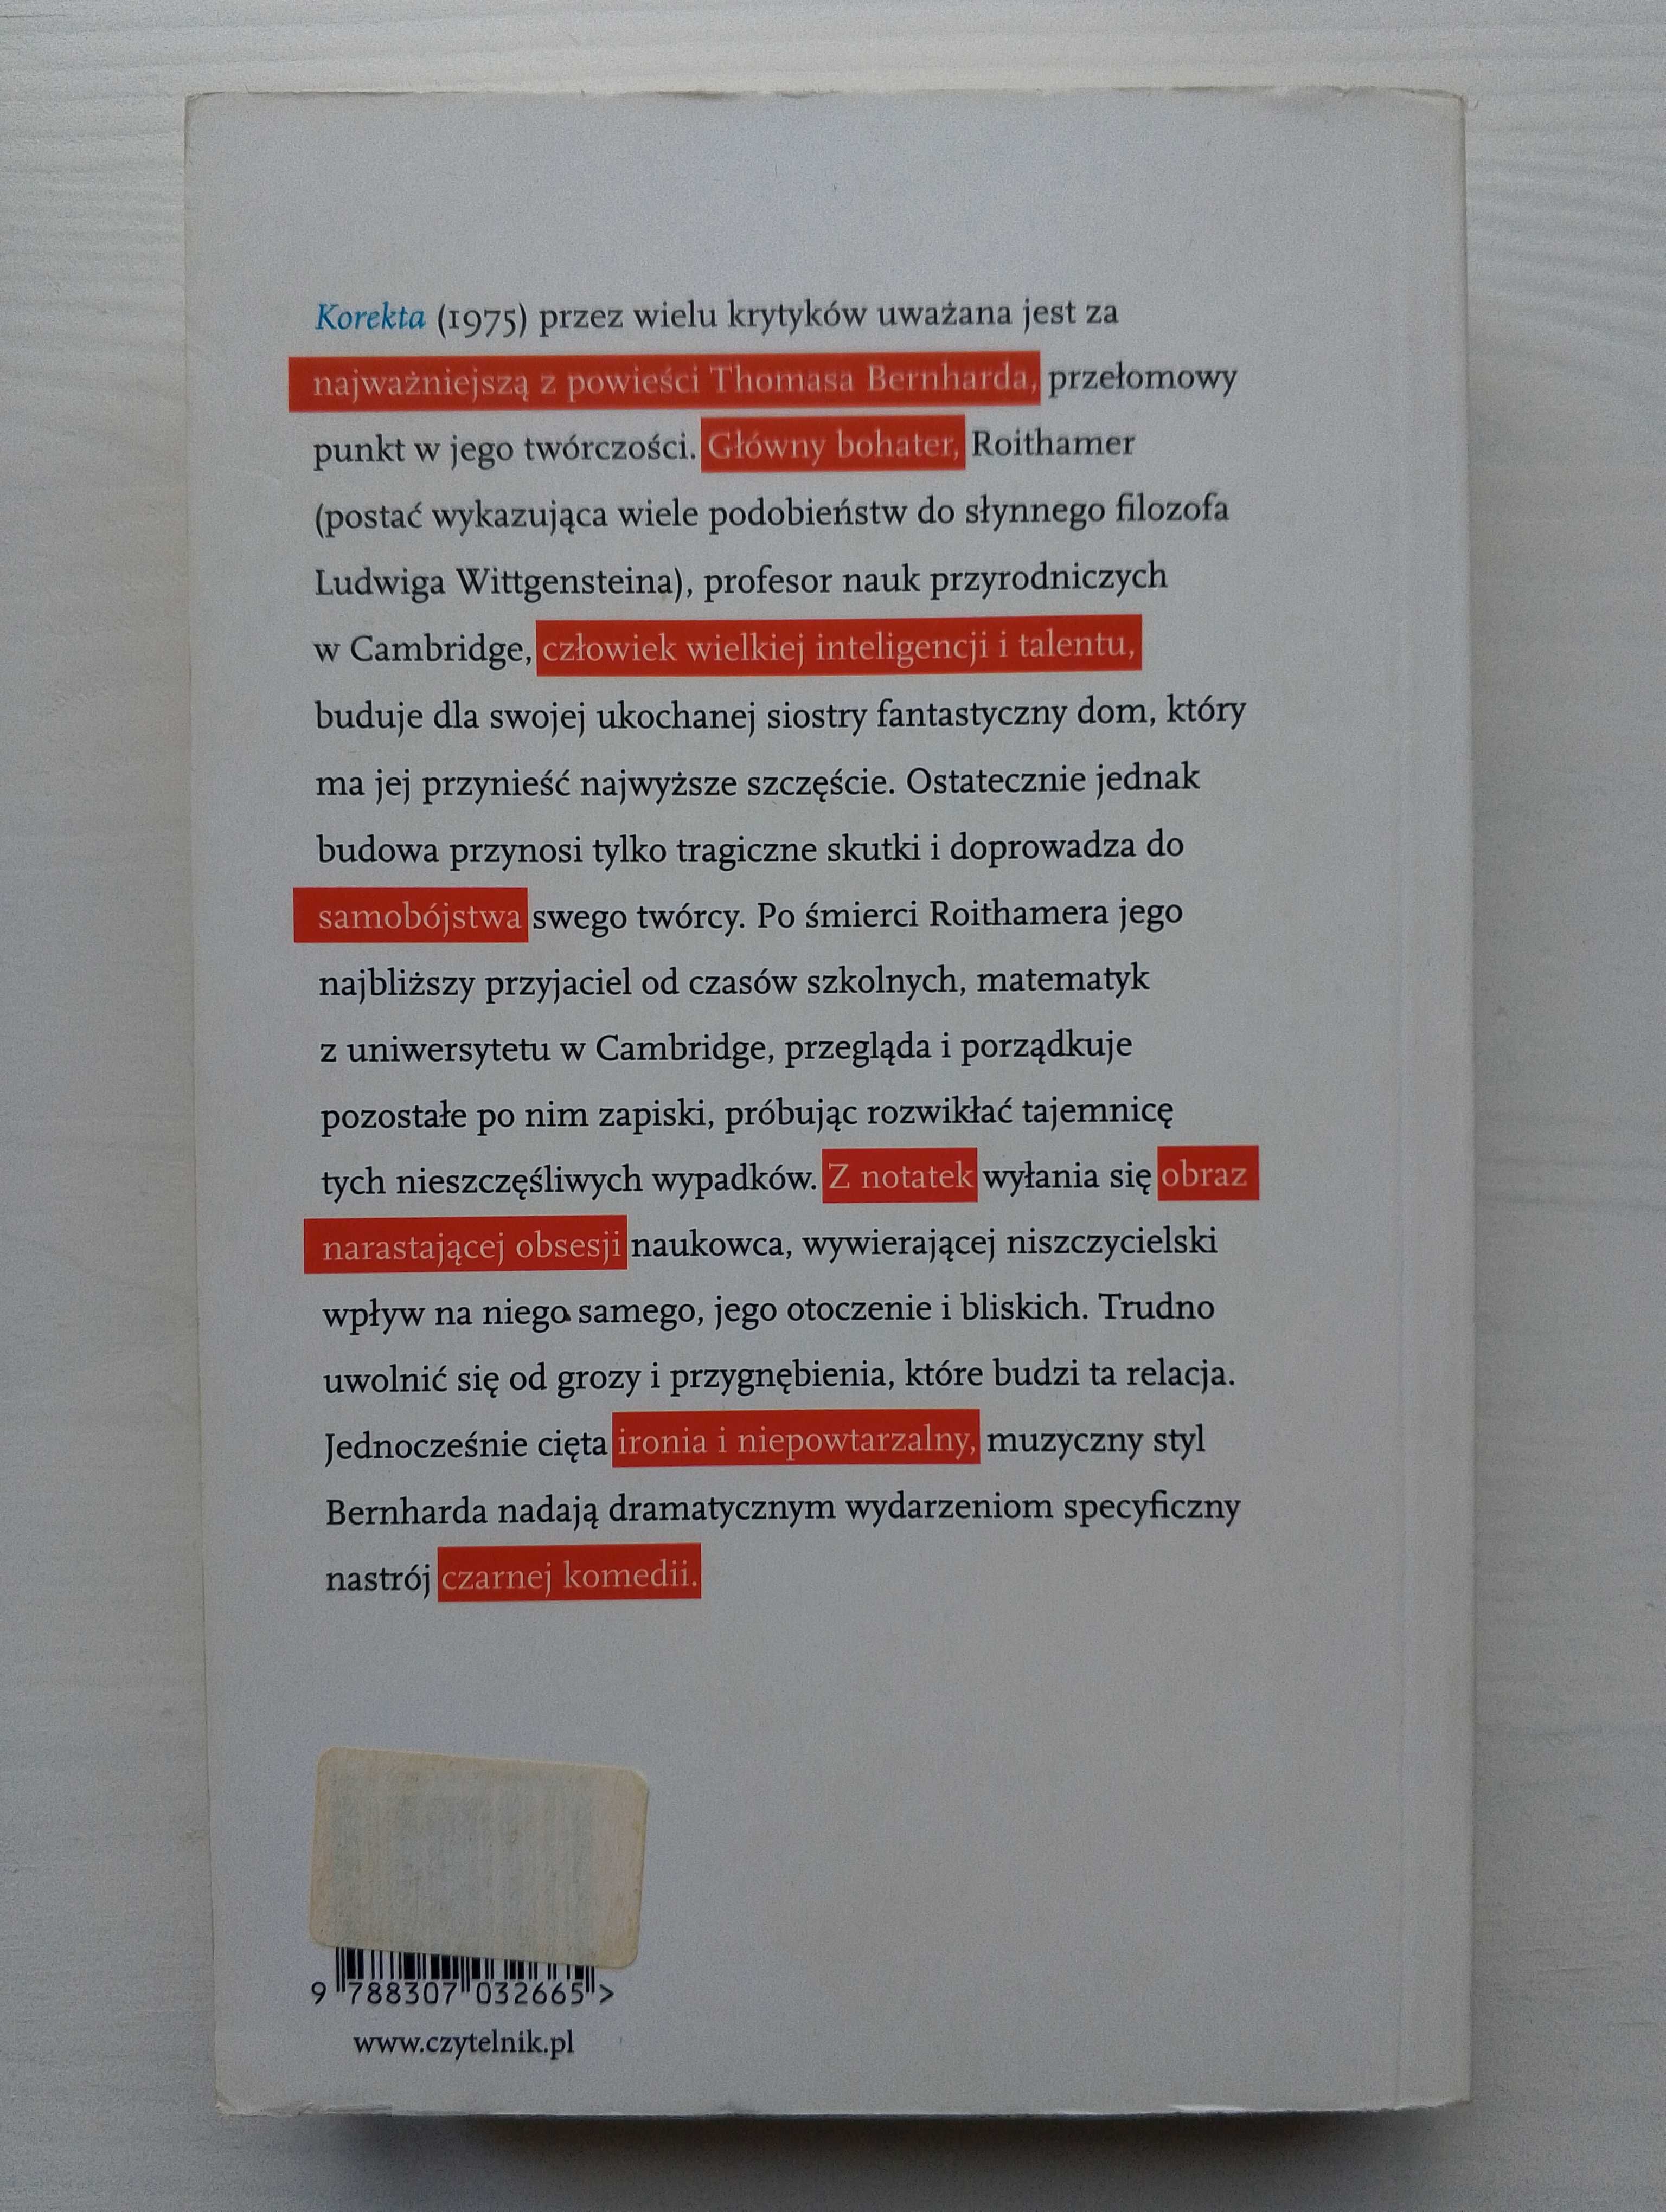 Korekta (1975) przez wielu krytyków uważana jest za
najważniejszą z powieści Thomasa Bernharda, przełomowy
punkt w jego twórczości. Główny bohater, Roithamer
(postać wykazująca wiele podobieństw do słynnego filozofa
Ludwiga Wittgensteina), profesor nauk przyrodniczych
w Cambridge, człowiek wielkiej inteligencji i talentu,
buduje dla swojej ukochanej siostry fantastyczny dom, który
ma jej przynieść najwyższe szczęście. Ostatecznie jednak
budowa przynosi tylko tragiczne skutki i doprowadza do
samobójstwa swego twórcy. Po śmierci Roithamera jego
najbliższy przyjaciel od czasów szkolnych, matematyk
z uniwersytetu w Cambridge, przegląda i porządkuje
pozostałe po nim zapiski, próbując rozwikłać tajemnicę
tych nieszczęśliwych wypadków. Z notatek wyłania się obraz
narastającej obsesji naukowca, wywierającej niszczycielski
wpływ na niego samego, jego otoczenie i bliskich. Trudno
uwolnić się od grozy i przygnębienia, które budzi ta relacja.
Jednocześnie cięta ironia i niepowtarzalny, muzyczny styl
Bernharda nadają dramatycznym wydarzeniom specyficzny
nastrój czarnej komedii.
9 788307 032665 >
www.czytelnik.pl